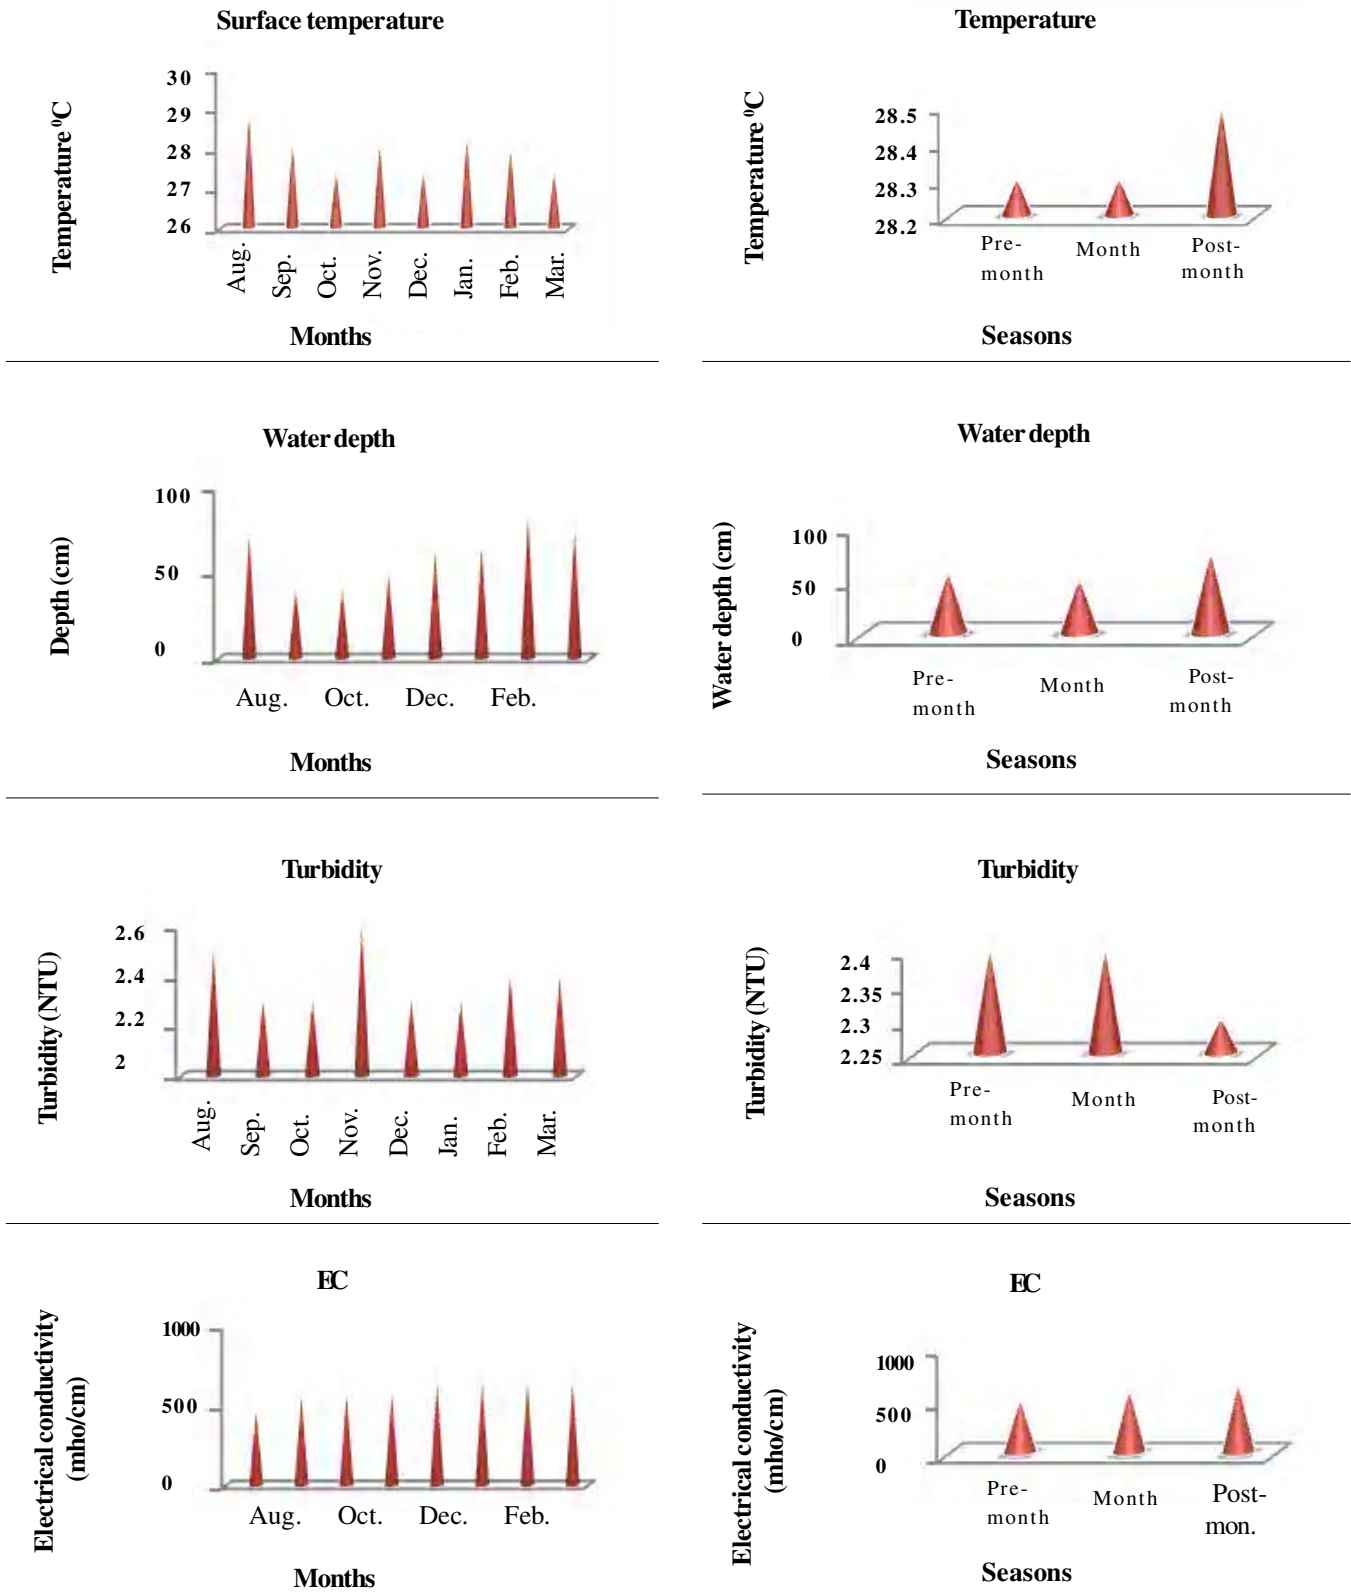 Surface temperature
Temperature ⁰C
30
29
28
27
26
Aug.
Sep.
Oct.
Nov.
Dec.
Jan.
Feb.
Mar.
Months
Temperature
Temperature ⁰C
28.5
28.4
28.3
28.2
Pre-
month
Month
Post-
month
Seasons
Water depth
Depth (cm)
100
50
0
Aug. Oct. Dec. Feb.
Months
Water depth
Water depth (cm)
100
50
0
Pre-
month
Month
Post-
month
Seasons
Turbidity
Turbidity (NTU)
2.6
2.4
2.2
2
Aug.
Sep.
Oct.
Nov.
Dec.
Jan.
Feb.
Mar.
Months
Turbidity
Turbidity (NTU)
2.4
2.35
2.3
2.25
Pre-
month
Month
Post-
month
Seasons
EC
Electrical conductivity
(mho/cm)
1000
500
0
Aug. Oct. Dec. Feb.
Months
EC
Electrical conductivity
(mho/cm)
1000
500
0
Pre-
month
Month
Post-
mon.
Seasons